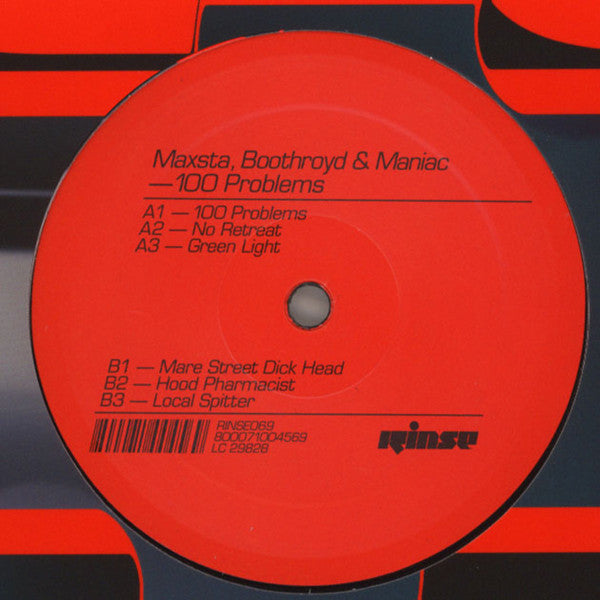 Maxsta, Boothroyd & Maniac
—100 Problems
A1 — 100 Problems
A2 — No Retreat
A3 — Green Light
B1 — Mare Street Dick Head
B2 — Hood Pharmacist
B3 — Local Spitter
RINSE069
800071004569
LC 29828
rinse